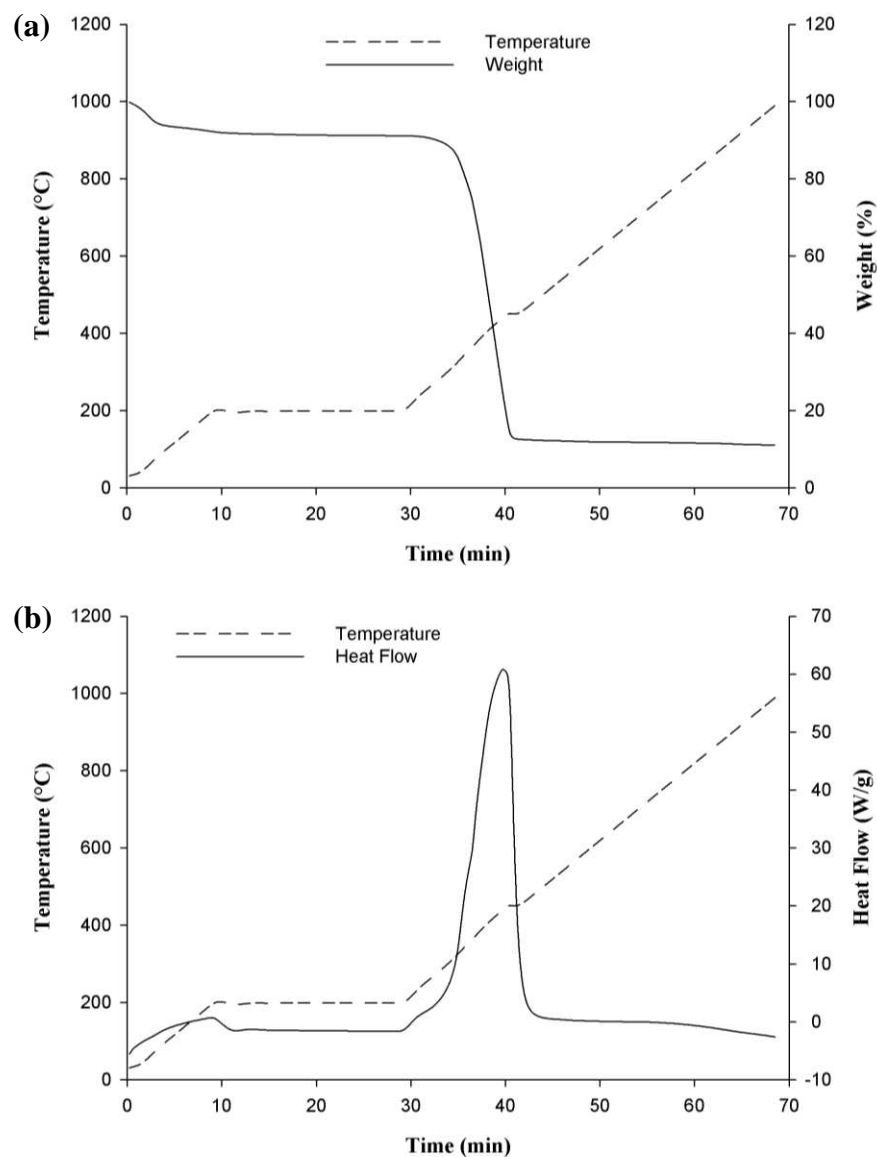 (a)
Temperature
Weight
1200
1000
800
600
400
200
0
Temperature (°C)
120
100
80
60
40
20
0
Weight (%)
0 10 20 30 40 50 60 70
Time (min)
(b)
Temperature
Heat Flow
1200
1000
800
600
400
200
0
Temperature (°C)
70
60
50
40
30
20
10
0
-10
Heat Flow (W/g)
0 10 20 30 40 50 60 70
Time (min)